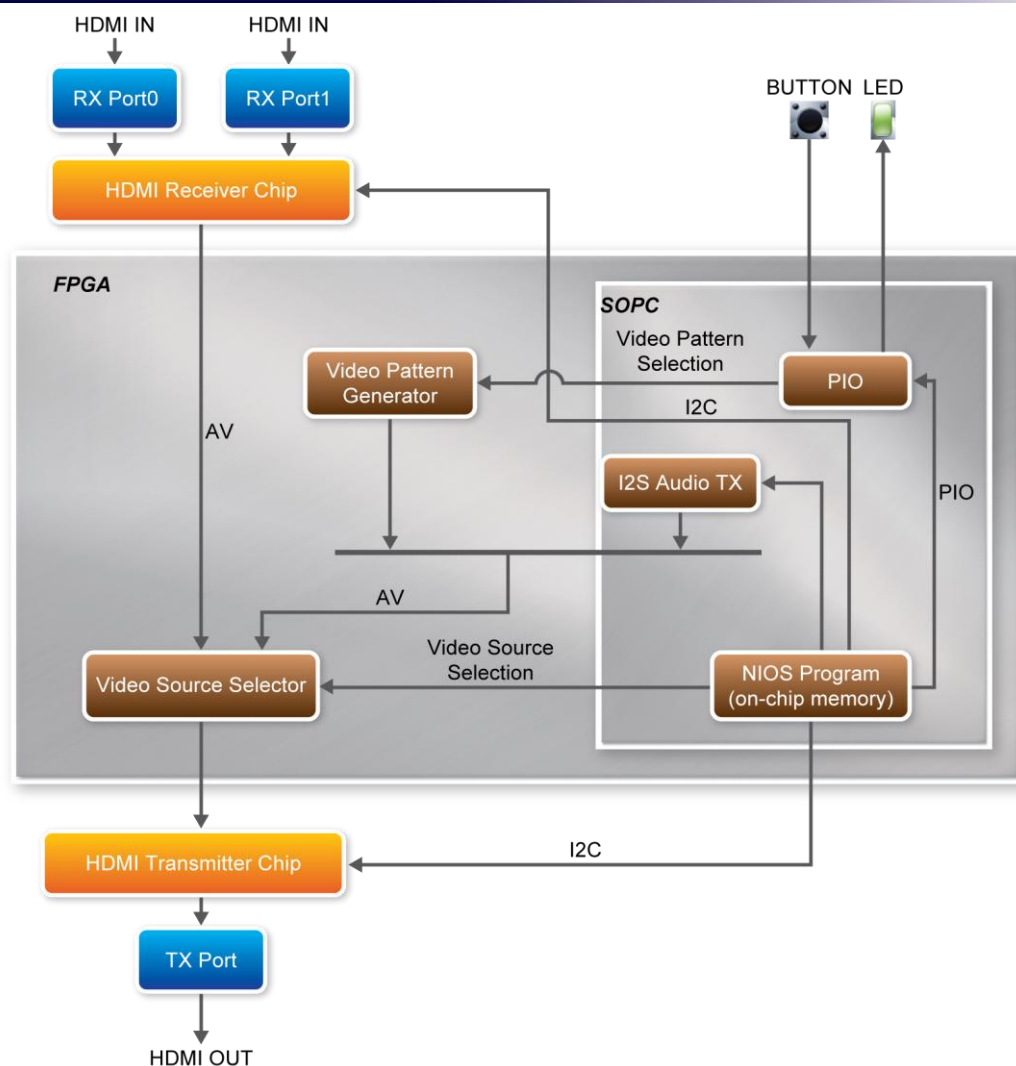 HDMI IN
HDMI IN
RX Port0
RX Port1
BUTTON
LED
HDMI Receiver Chip
FPGA
SOPC
Video Pattern
Selection
Video Pattern
Generator
PIO
I2C
AV
I2S Audio TX
PIO
AV
Video Source
Selection
Video Source Selector
NIOS Program
(on-chip memory)
I2C
HDMI Transmitter Chip
TX Port
HDMI OUT